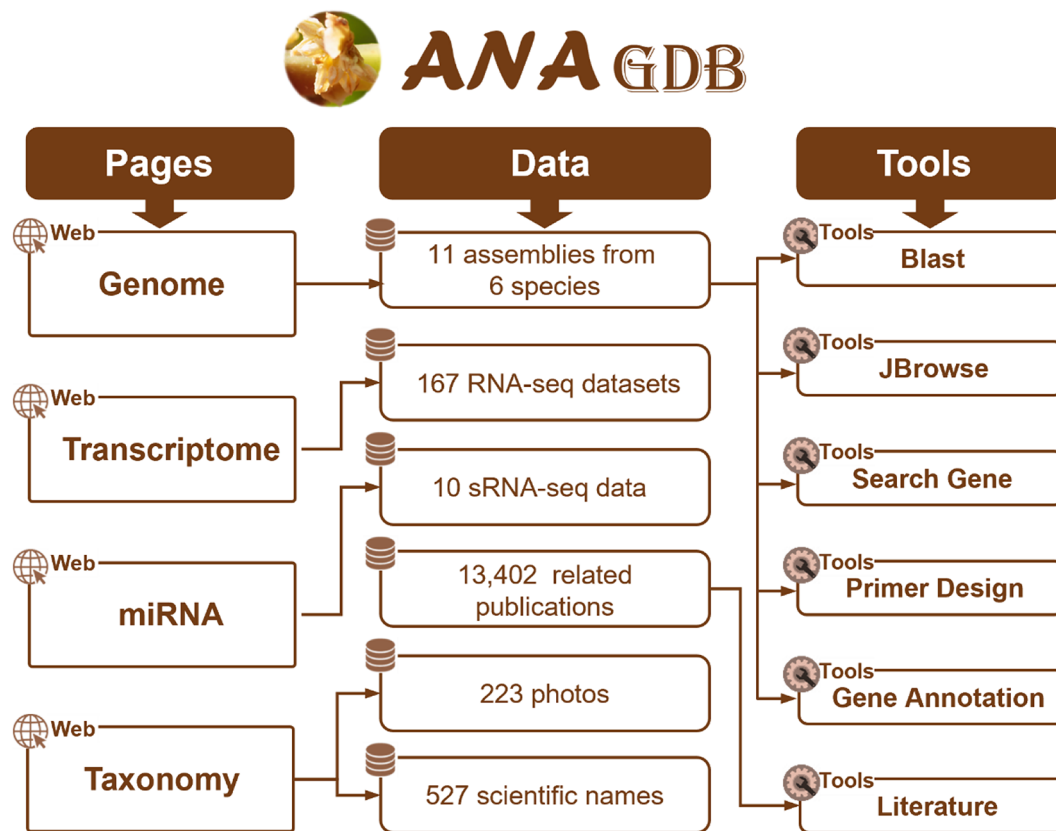 ANA GDB
Pages
Data
Tools
Web
Genome
Web
Transcriptome
Web
miRNA
Web
Taxonomy
11 assemblies from
6 species
167 RNA-seq datasets
10 sRNA-seq data
13,402 related
publications
223 photos
527 scientific names
Tools
Blast
Tools
JBrowse
Tools
Search Gene
Tools
Primer Design
Tools
Gene Annotation
Tools
Literature